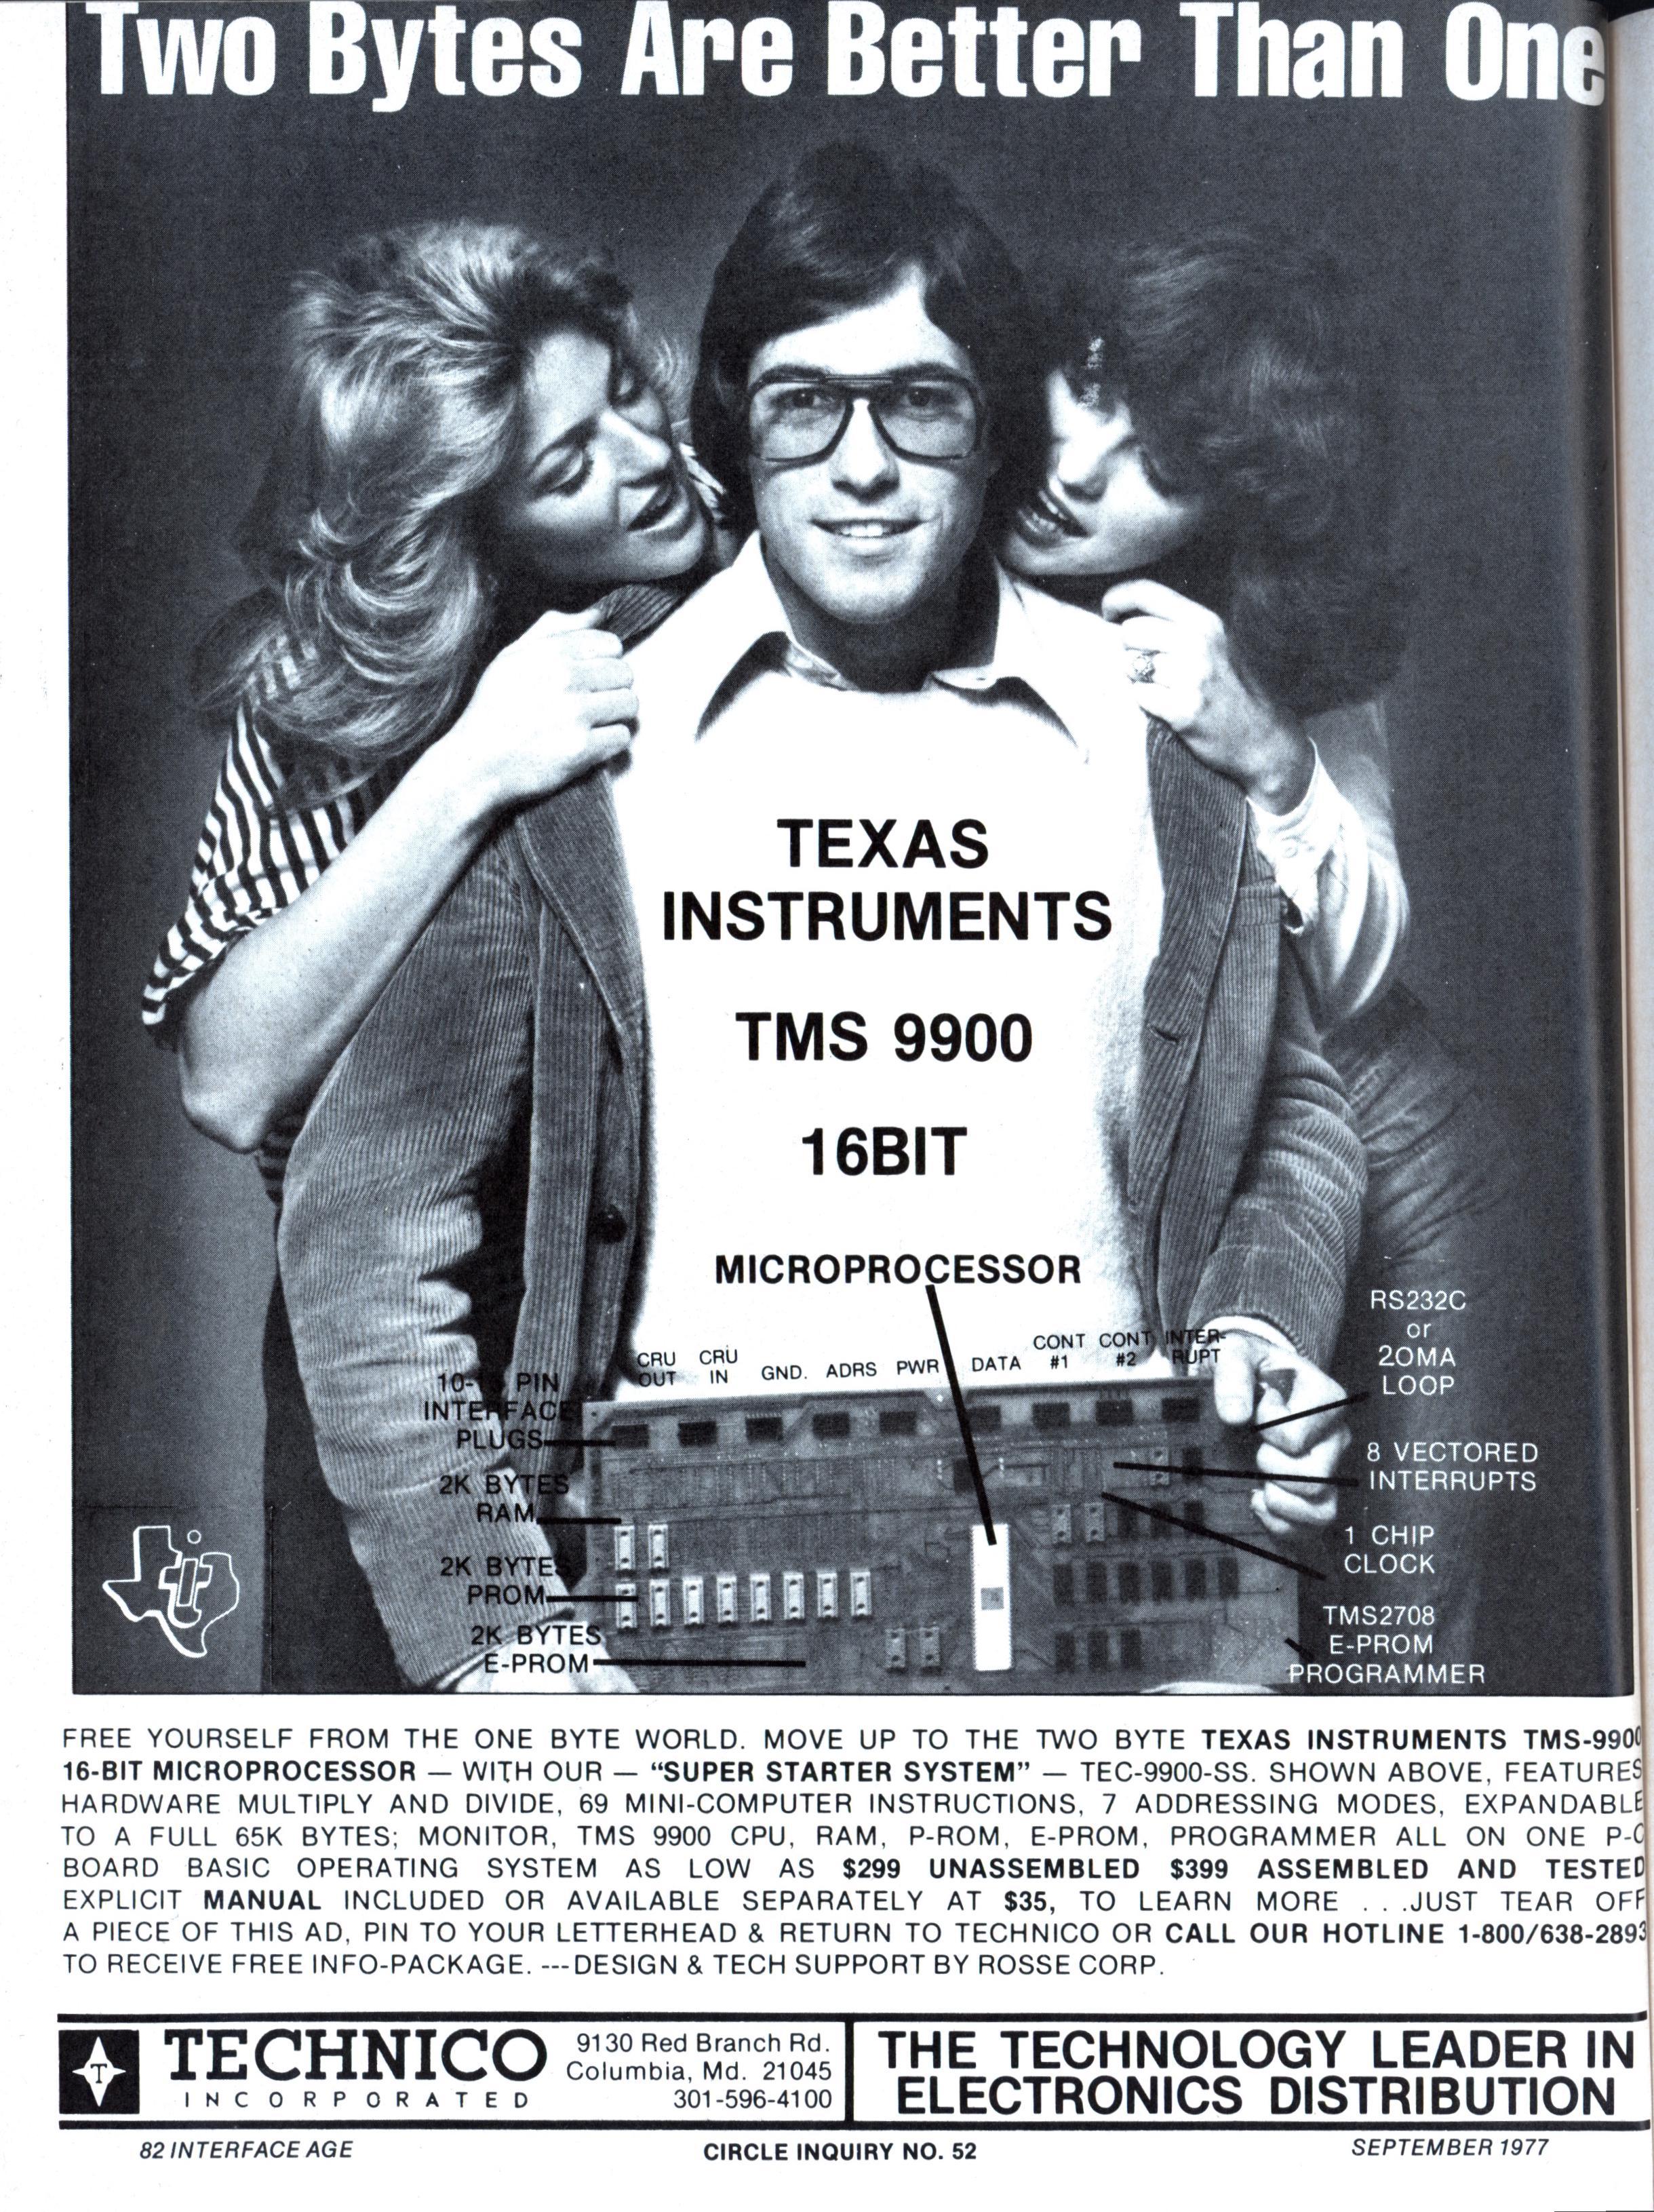 Two Bytes Are Better Than One
TEXAS
INSTRUMENTS
TMS 9900
16BIT
MICROPROCESSOR
CRU
OUT
CRU
IN
GND.
ADRS
PWR
DATA
CONT
#1
CONT
#2
INTER-
RUPT
10- PIN
INTERFACE
PLUGS
2K BYTES
RAM
2K BYTES
PROM
2K BYTES
E-PROM
RS232C
or
20MA
LOOP
8 VECTORED
INTERRUPTS
1 CHIP
CLOCK
TMS2708
E-PROM
PROGRAMMER
FREE YOURSELF FROM THE ONE BYTE WORLD. MOVE UP TO THE TWO BYTE TEXAS INSTRUMENTS TMS-9900
16-BIT MICROPROCESSOR — WITH OUR — “SUPER STARTER SYSTEM” — TEC-9900-SS. SHOWN ABOVE, FEATURES
HARDWARE MULTIPLY AND DIVIDE, 69 MINI-COMPUTER INSTRUCTIONS, 7 ADDRESSING MODES, EXPANDABLE
TO A FULL 65K BYTES; MONITOR, TMS 9900 CPU, RAM, P-ROM, E-PROM, PROGRAMMER ALL ON ONE P-C
BOARD BASIC OPERATING SYSTEM AS LOW AS $299 UNASSEMBLED $399 ASSEMBLED AND TESTED
EXPLICIT MANUAL INCLUDED OR AVAILABLE SEPARATELY AT $35, TO LEARN MORE . . .JUST TEAR OFF
A PIECE OF THIS AD, PIN TO YOUR LETTERHEAD & RETURN TO TECHNICO OR CALL OUR HOTLINE 1-800/638-2893
TO RECEIVE FREE INFO-PACKAGE. ---DESIGN & TECH SUPPORT BY ROSSE CORP.
T
TECHNICO
INCORPORATED
9130 Red Branch Rd.
Columbia, Md. 21045
301-596-4100
THE TECHNOLOGY LEADER IN
ELECTRONICS DISTRIBUTION
82 INTERFACE AGE
CIRCLE INQUIRY NO. 52
SEPTEMBER 1977